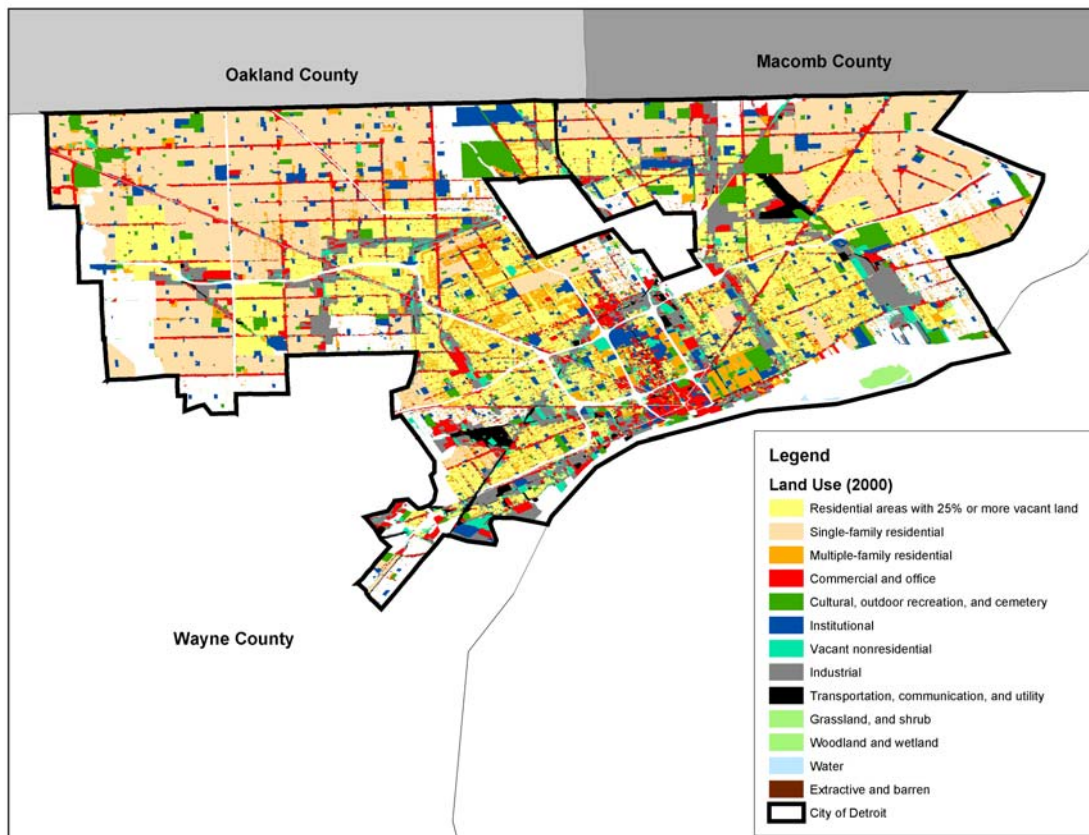 Oakland County
Macomb County
Wayne County
Legend
Land Use (2000)
Residential areas with 25% or more vacant land
Single-family residential
Multiple-family residential
Commercial and office
Cultural, outdoor recreation, and cemetery
Institutional
Vacant nonresidential
Industrial
Transportation, communication, and utility
Grassland, and shrub
Woodland and wetland
Water
Extractive and barren
City of Detroit